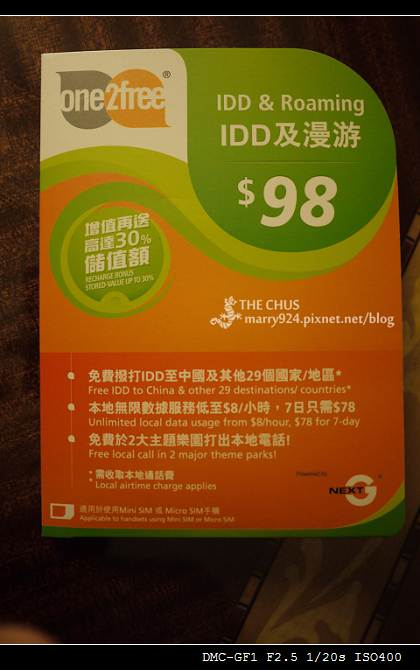 one2free®
IDD & Roaming
IDD及漫游
$98
增值再送
高達30%
儲值額
RECHARGE BONUS
STORED-VALUE UP TO 30%
THE CHUS
marry924.pixnet.net/blog
免費撥打IDD至中國及其他29個國家/地區*
Free IDD to China & other 29 destinations/ countries*
本地無限數據服務低至$8/小時，7日只需$78
Unlimited local data usage from $8/hour, $78 for 7-day
免費於2大主題樂園打出本地電話!
Free local call in 2 major theme parks!
*需收取本地通話費
*Local airtime charge applies
Powered by
NEXT G
適用於使用Mini SIM 或 Micro SIM手機
Applicable to handsets using Mini SIM or Micro SIM
DMC-GF1 F2.5 1/20s ISO400